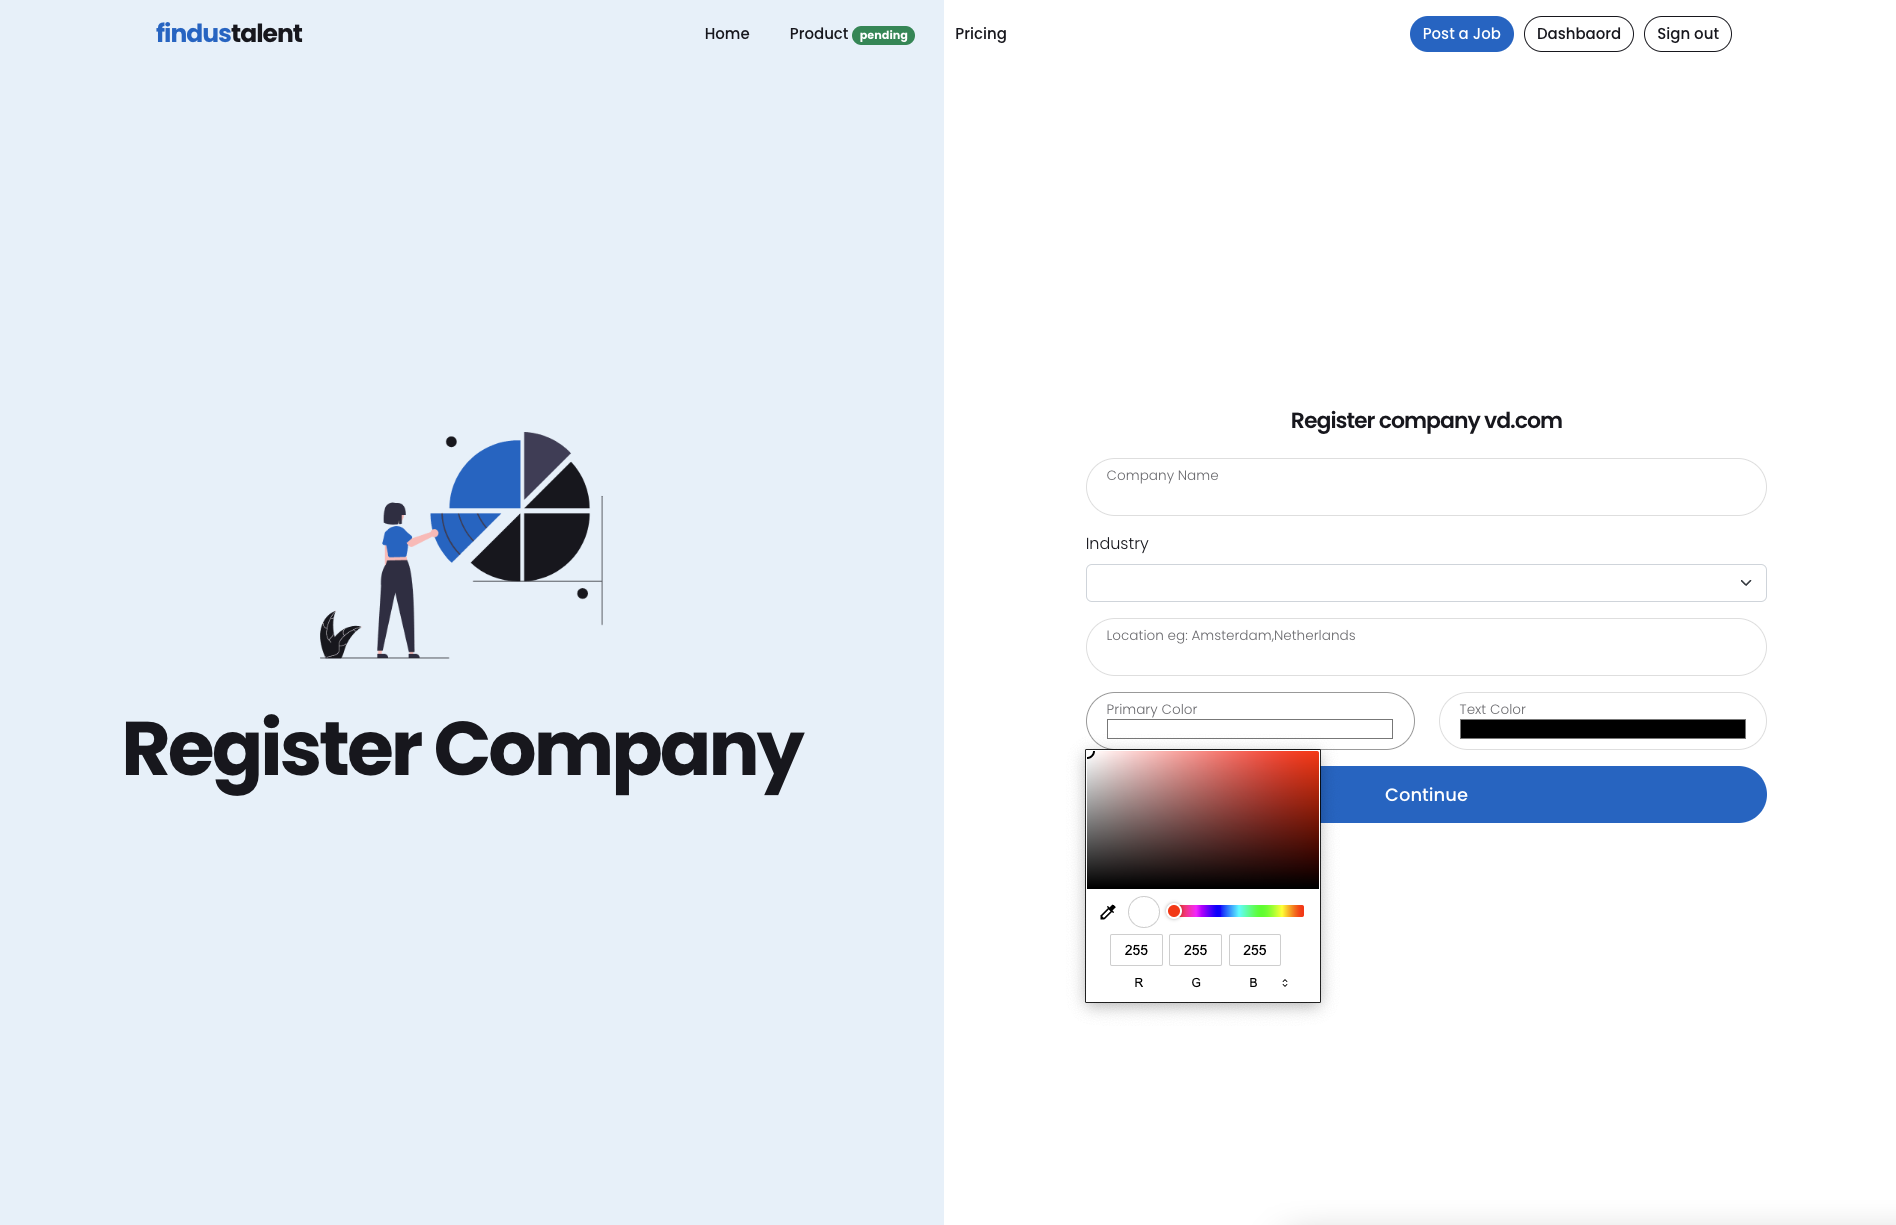 findustalent
Home Product pending Pricing
Post a Job Dashbaord Sign out
Register company vd.com
Company Name
Industry
Location eg: Amsterdam,Netherlands
Primary Color Text Color
Register Company
Continue
255 255 255
R G B